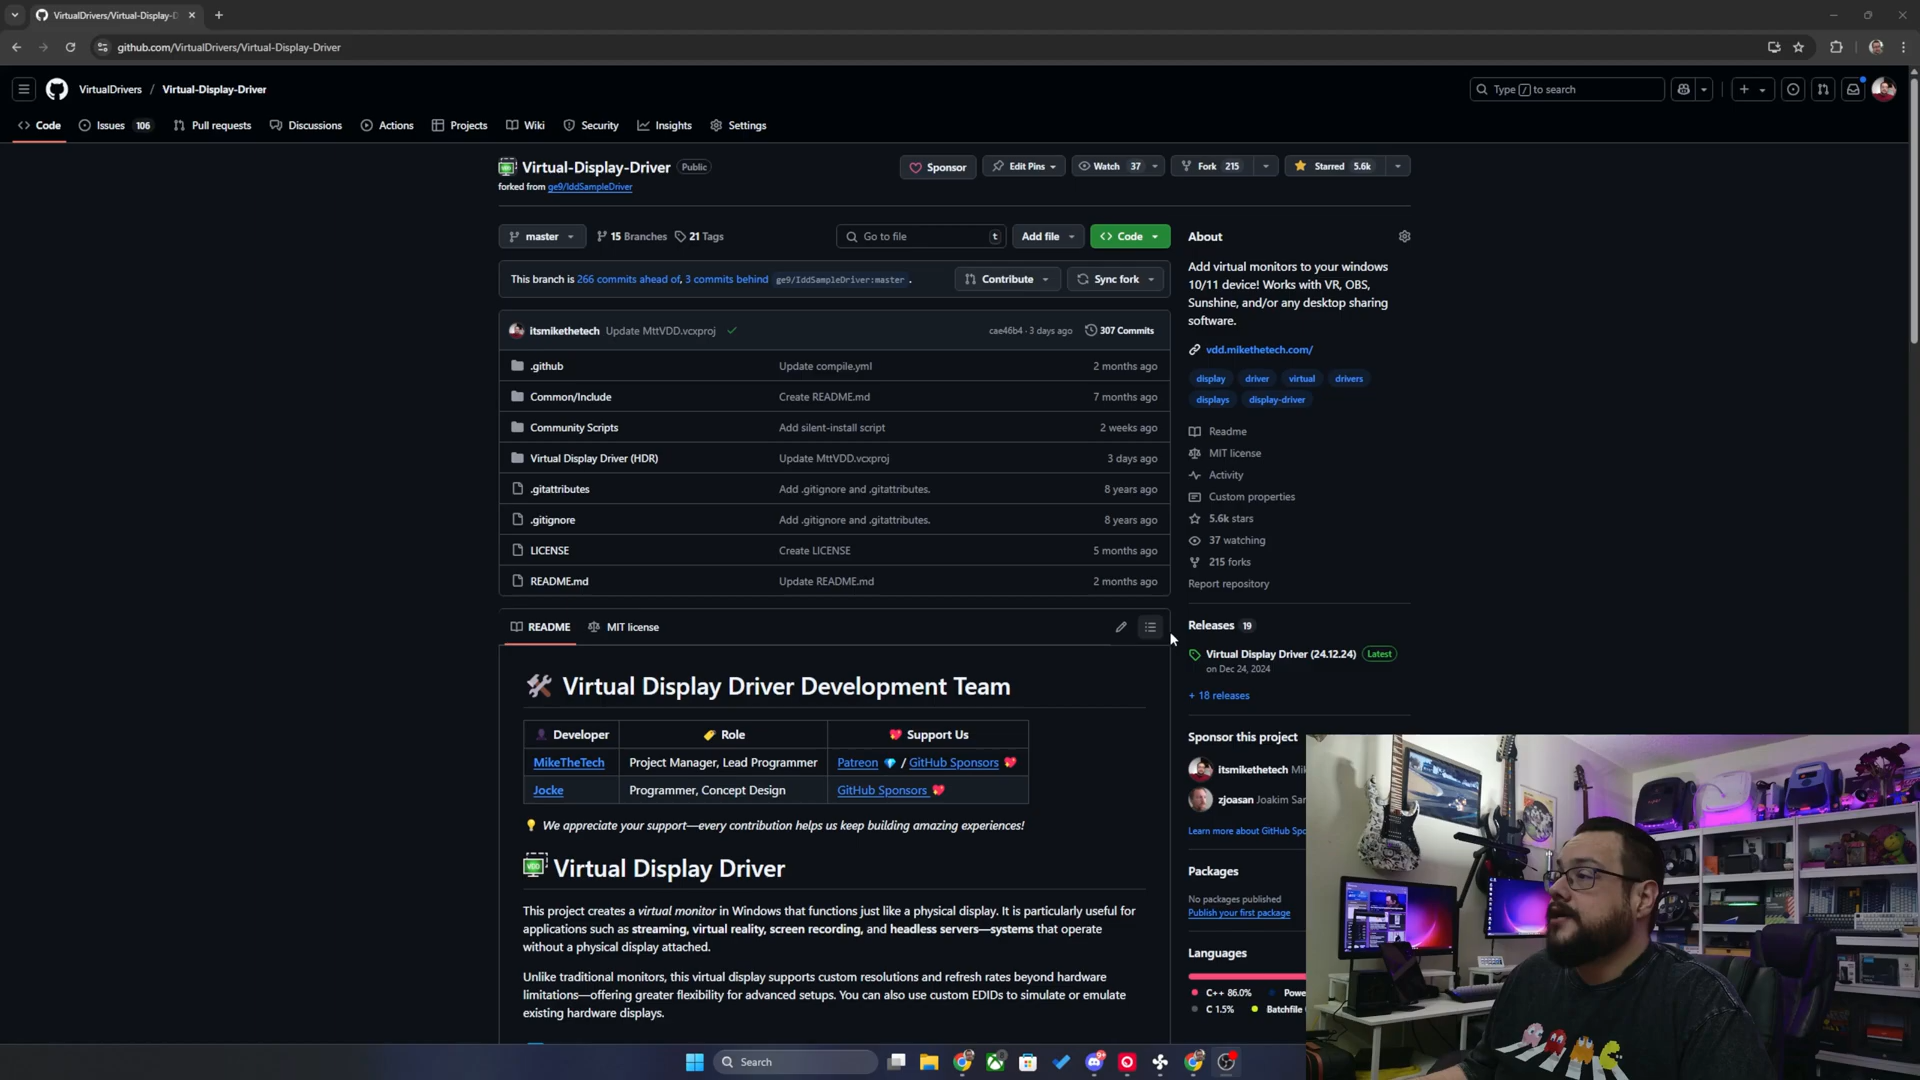 VirtualDrivers/Virtual-Display-D
github.com/VirtualDrivers/Virtual-Display-Driver
VirtualDrivers / Virtual-Display-Driver
Type / to search
Code
Issues 106
Pull requests
Discussions
Actions
Projects
Wiki
Security
Insights
Settings
Virtual-Display-Driver Public
forked from ge9/IddSampleDriver
Sponsor
Edit Pins
Watch 37
Fork 215
Starred 5.6k
master
15 Branches
21 Tags
Go to file
t
Add file
Code
This branch is 266 commits ahead of, 3 commits behind ge9/IddSampleDriver:master .
Contribute
Sync fork
itsmikethetech Update MttVDD.vcxproj
cae46b4 · 3 days ago
307 Commits
.github Update compile.yml 2 months ago
Common/Include Create README.md 7 months ago
Community Scripts Add silent-install script 2 weeks ago
Virtual Display Driver (HDR) Update MttVDD.vcxproj 3 days ago
.gitattributes Add .gitignore and .gitattributes. 8 years ago
.gitignore Add .gitignore and .gitattributes. 8 years ago
LICENSE Create LICENSE 5 months ago
README.md Update README.md 2 months ago
README
MIT license
Virtual Display Driver Development Team
Developer Role Support Us
MikeTheTech Project Manager, Lead Programmer Patreon / GitHub Sponsors
Jocke Programmer, Concept Design GitHub Sponsors
We appreciate your support—every contribution helps us keep building amazing experiences!
VDD
Virtual Display Driver
This project creates a virtual monitor in Windows that functions just like a physical display. It is particularly useful for
applications such as streaming, virtual reality, screen recording, and headless servers—systems that operate
without a physical display attached.
Unlike traditional monitors, this virtual display supports custom resolutions and refresh rates beyond hardware
limitations—offering greater flexibility for advanced setups. You can also use custom EDIDs to simulate or emulate
existing hardware displays.
About
Add virtual monitors to your windows
10/11 device! Works with VR, OBS,
Sunshine, and/or any desktop sharing
software.
vdd.mikethetech.com/
display driver virtual drivers
displays display-driver
Readme
MIT license
Activity
Custom properties
5.6k stars
37 watching
215 forks
Report repository
Releases 19
Virtual Display Driver (24.12.24) Latest
on Dec 24, 2024
+ 18 releases
Sponsor this project
itsmikethetech Mi
zjoasan Joakim Sar
Learn more about GitHub Spo
Packages
No packages published
Publish your first package
Languages
C++ 86.0% Powe
C 1.5% Batchfile
Search